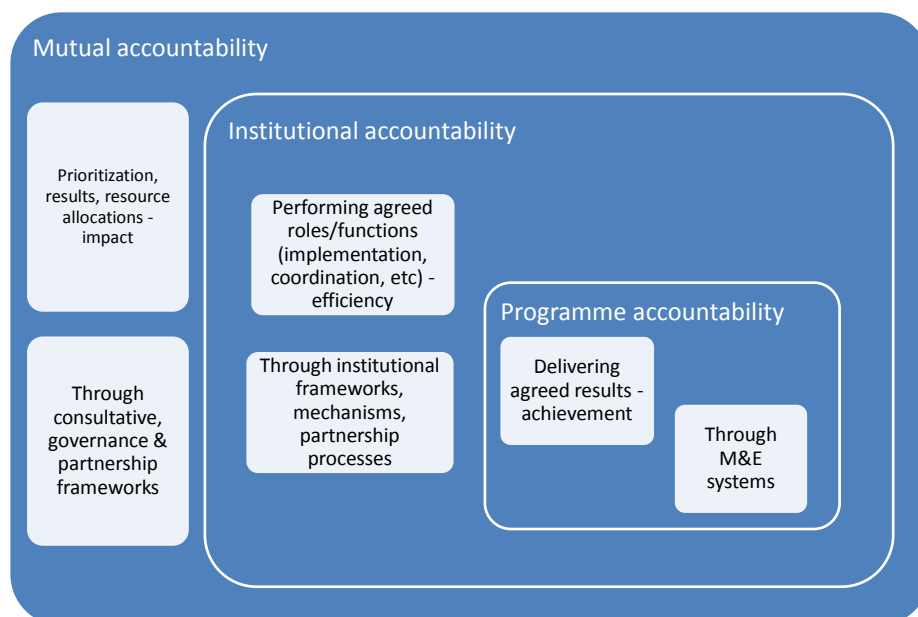 Mutual accountability
Prioritization,
results, resource
allocations -
impact
Through
consultative,
governance &
partnership
frameworks
Institutional accountability
Performing agreed
roles/functions
(implementation,
coordination, etc) -
efficiency
Through institutional
frameworks,
mechanisms,
partnership
processes
Programme accountability
Delivering
agreed results -
achievement
Through
M&E
systems